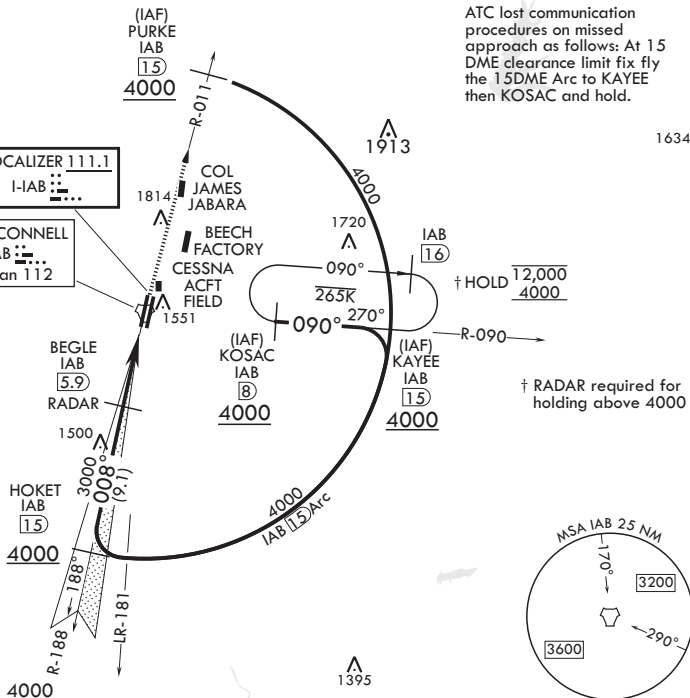 (IAF)
PURKE
IAB
15
4000
R-011
ATC lost communication
procedures on missed
approach as follows: At 15
DME clearance limit fix fly
the 15DME Arc to KAYEE
then KOSAC and hold.
1913
1634
4000
OCALIZER 111.1
I-IAB
1814
COL
JAMES
JABARA
BEECH
FACTORY
CESSNA
ACFT
FIELD
1551
CONNELL
AB
an 112
1720
IAB
16
090°
265K
090°
270°
† HOLD 12,000
4000
R-090
(IAF)
KOSAC
IAB
8
4000
(IAF)
KAYEE
IAB
15
4000
† RADAR required for
holding above 4000
BEGLE
IAB
5.9
RADAR
1500
3000
008°
(9.1)
HOKET
IAB
15
4000
4000
IAB 15 Arc
188°
R-188
LR-181
4000
1395
MSA IAB 25 NM
170°
3200
290°
3600